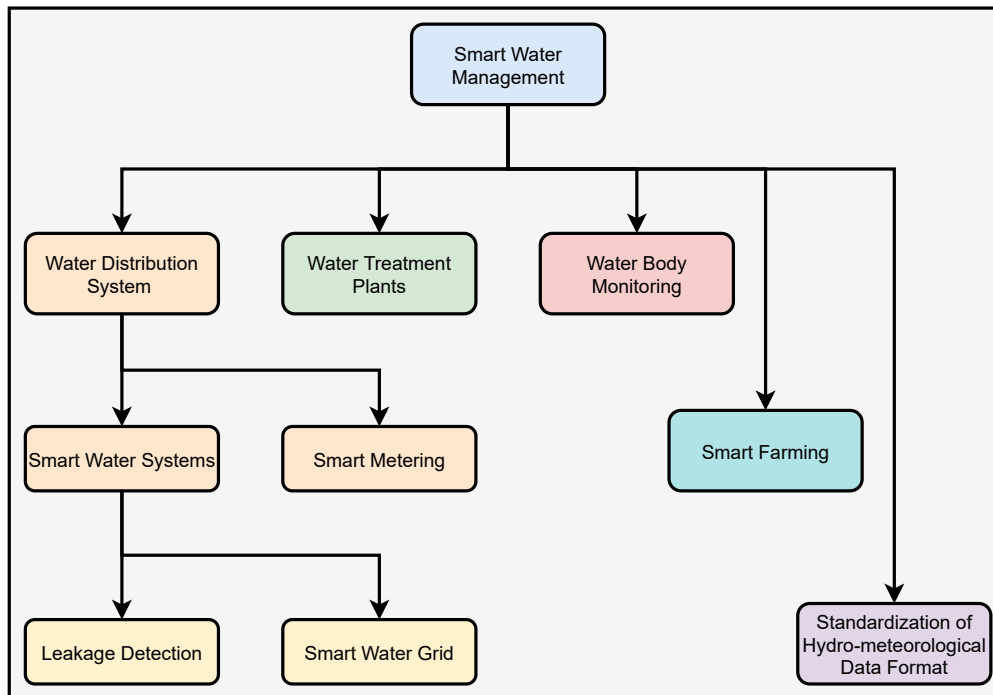 Smart Water
Management
Water Distribution
System
Water Treatment
Plants
Water Body
Monitoring
Smart Water Systems
Smart Metering
Smart Farming
Leakage Detection
Smart Water Grid
Standardization of
Hydro-meteorological
Data Format